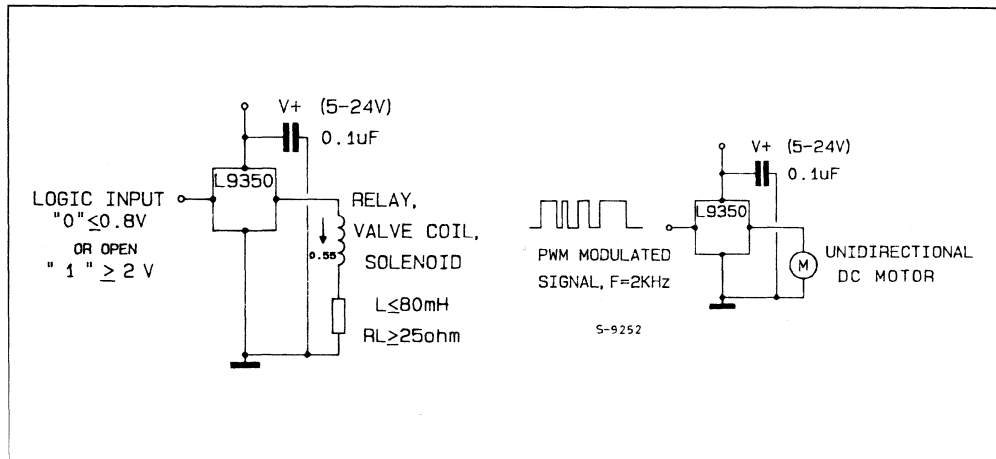 V+ (5-24V)
0.1uF
L9350
LOGIC INPUT
"0"≤0.8V
OR OPEN
"1" ≥ 2 V
RELAY,
VALVE COIL,
SOLENOID
0.55
L≤80mH
RL≥25ohm
V+ (5-24V)
0.1uF
L9350
PWM MODULATED
SIGNAL, F=2KHz
M
UNIDIRECTIONAL
DC MOTOR
S-9252